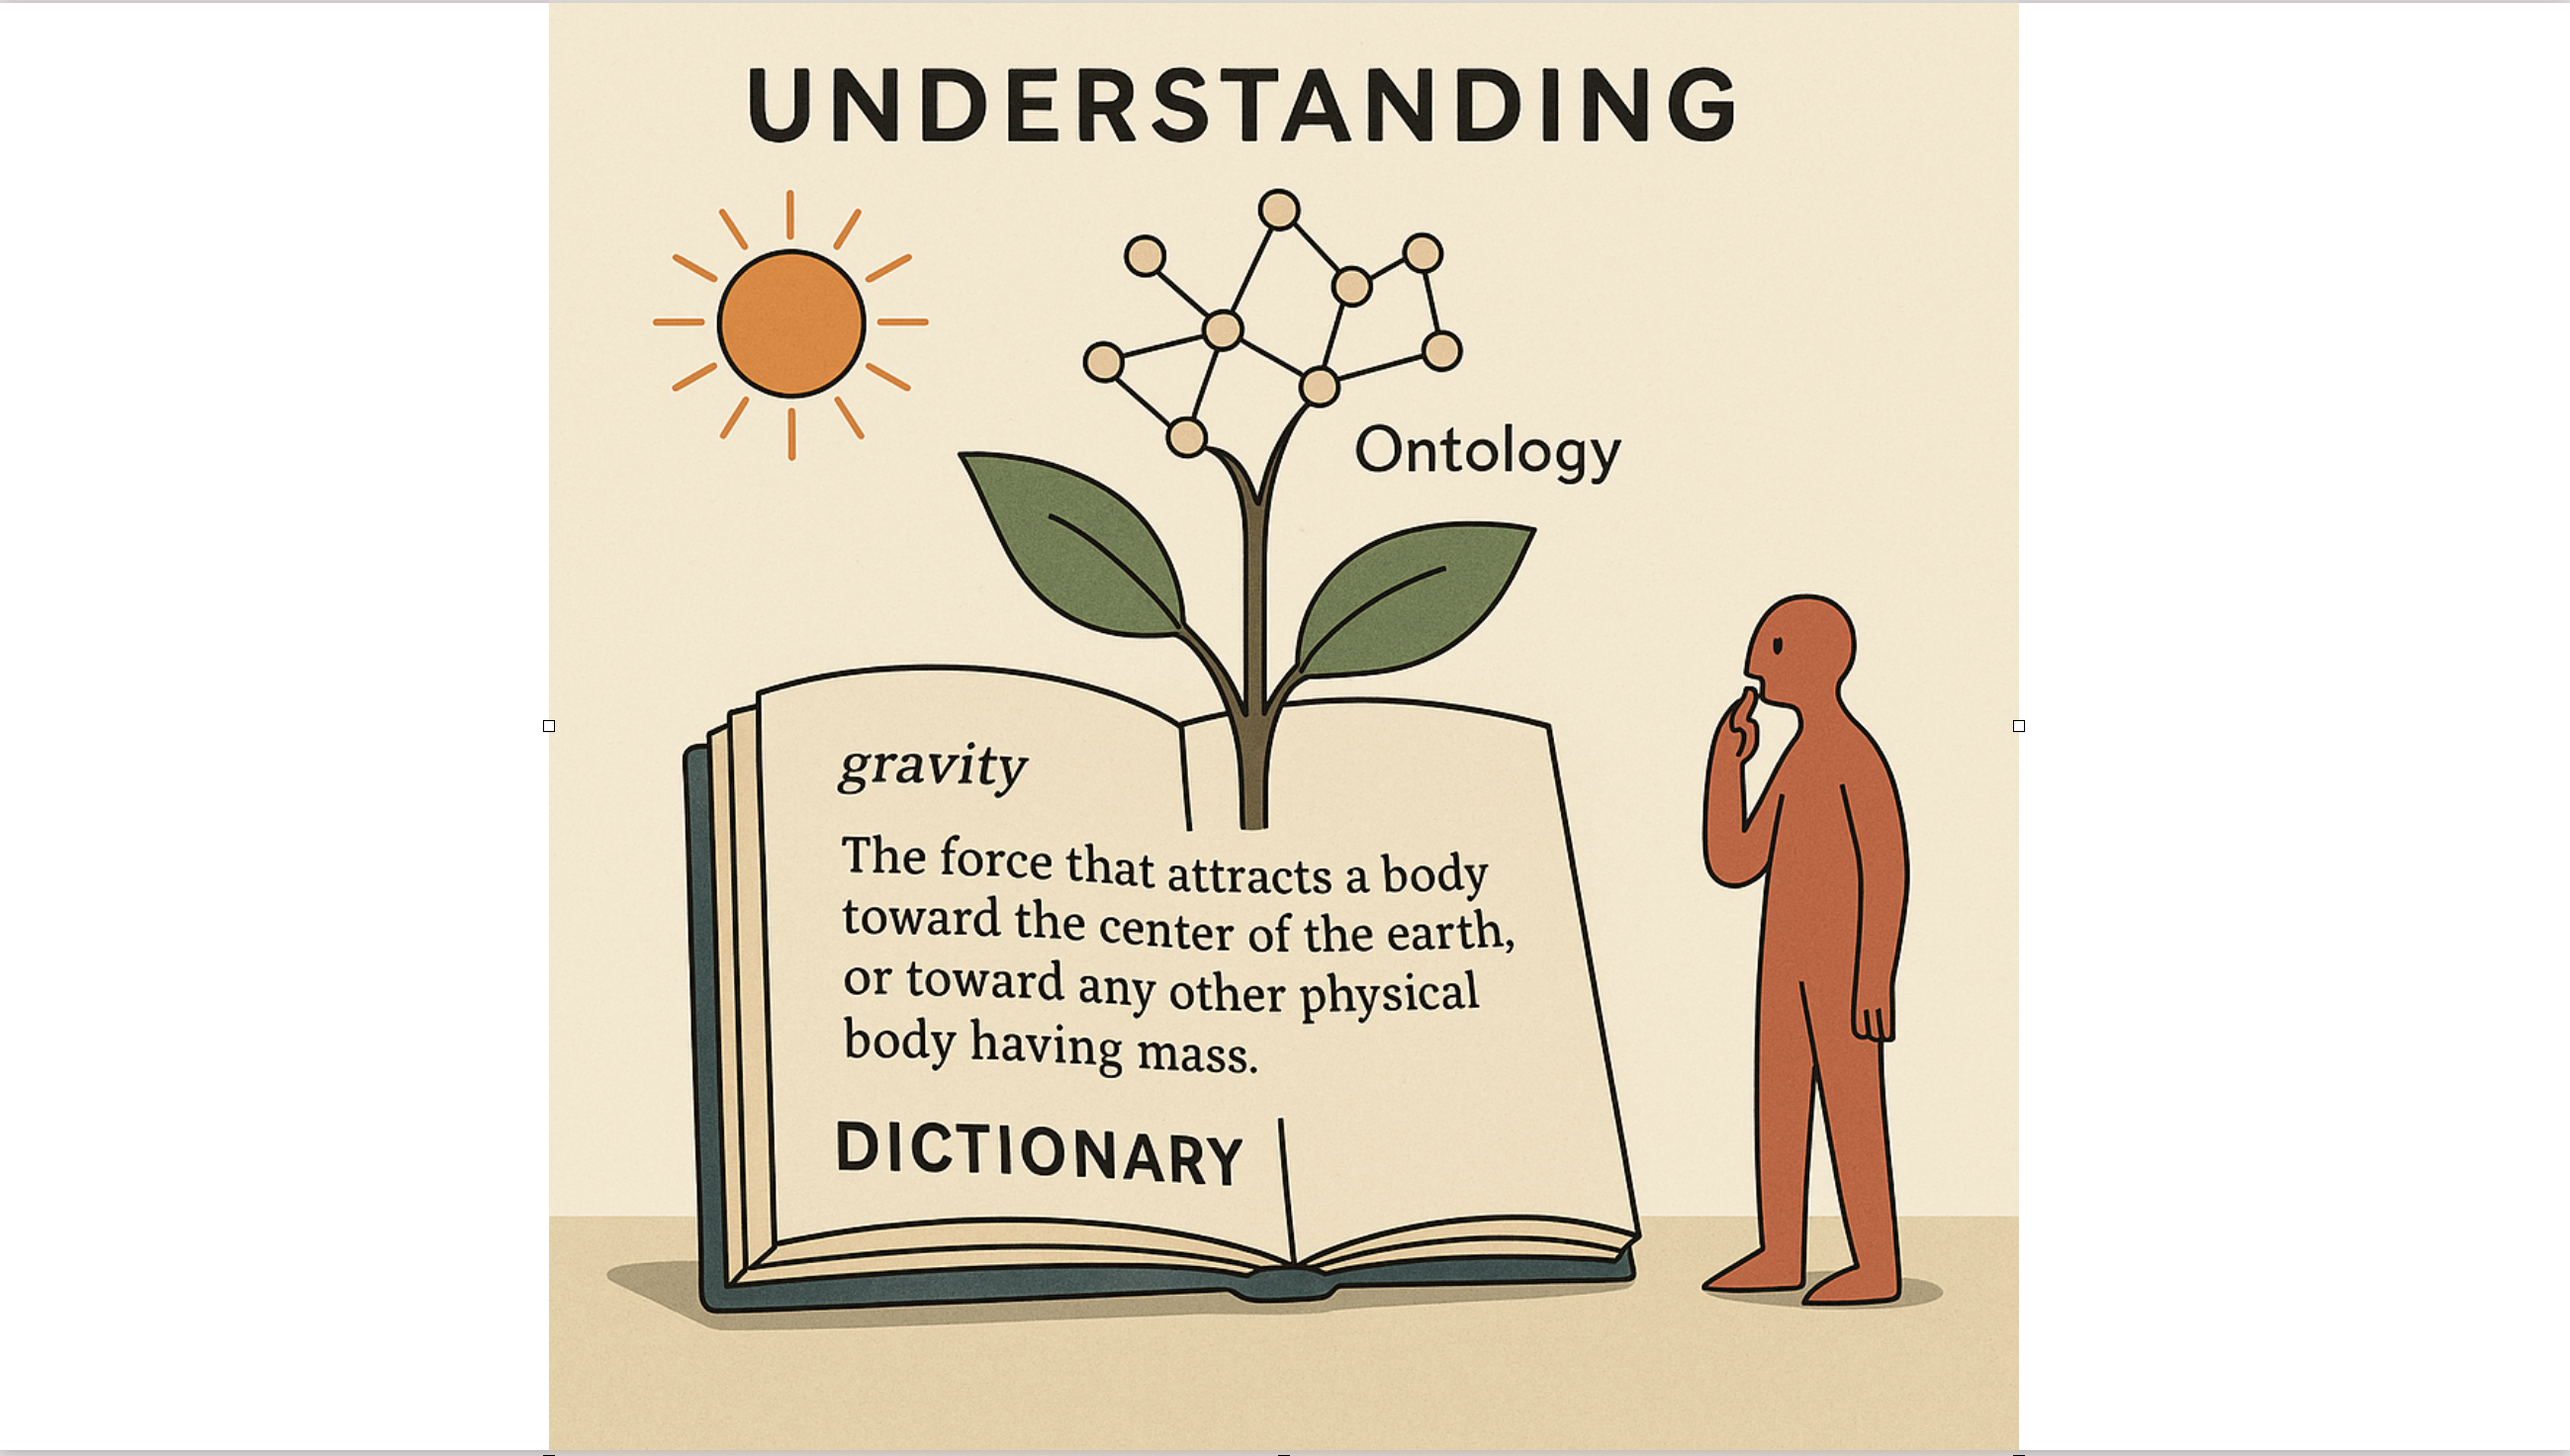 UNDERSTANDING
Ontology
gravity
The force that attracts a body
toward the center of the earth,
or toward any other physical
body having mass.
DICTIONARY